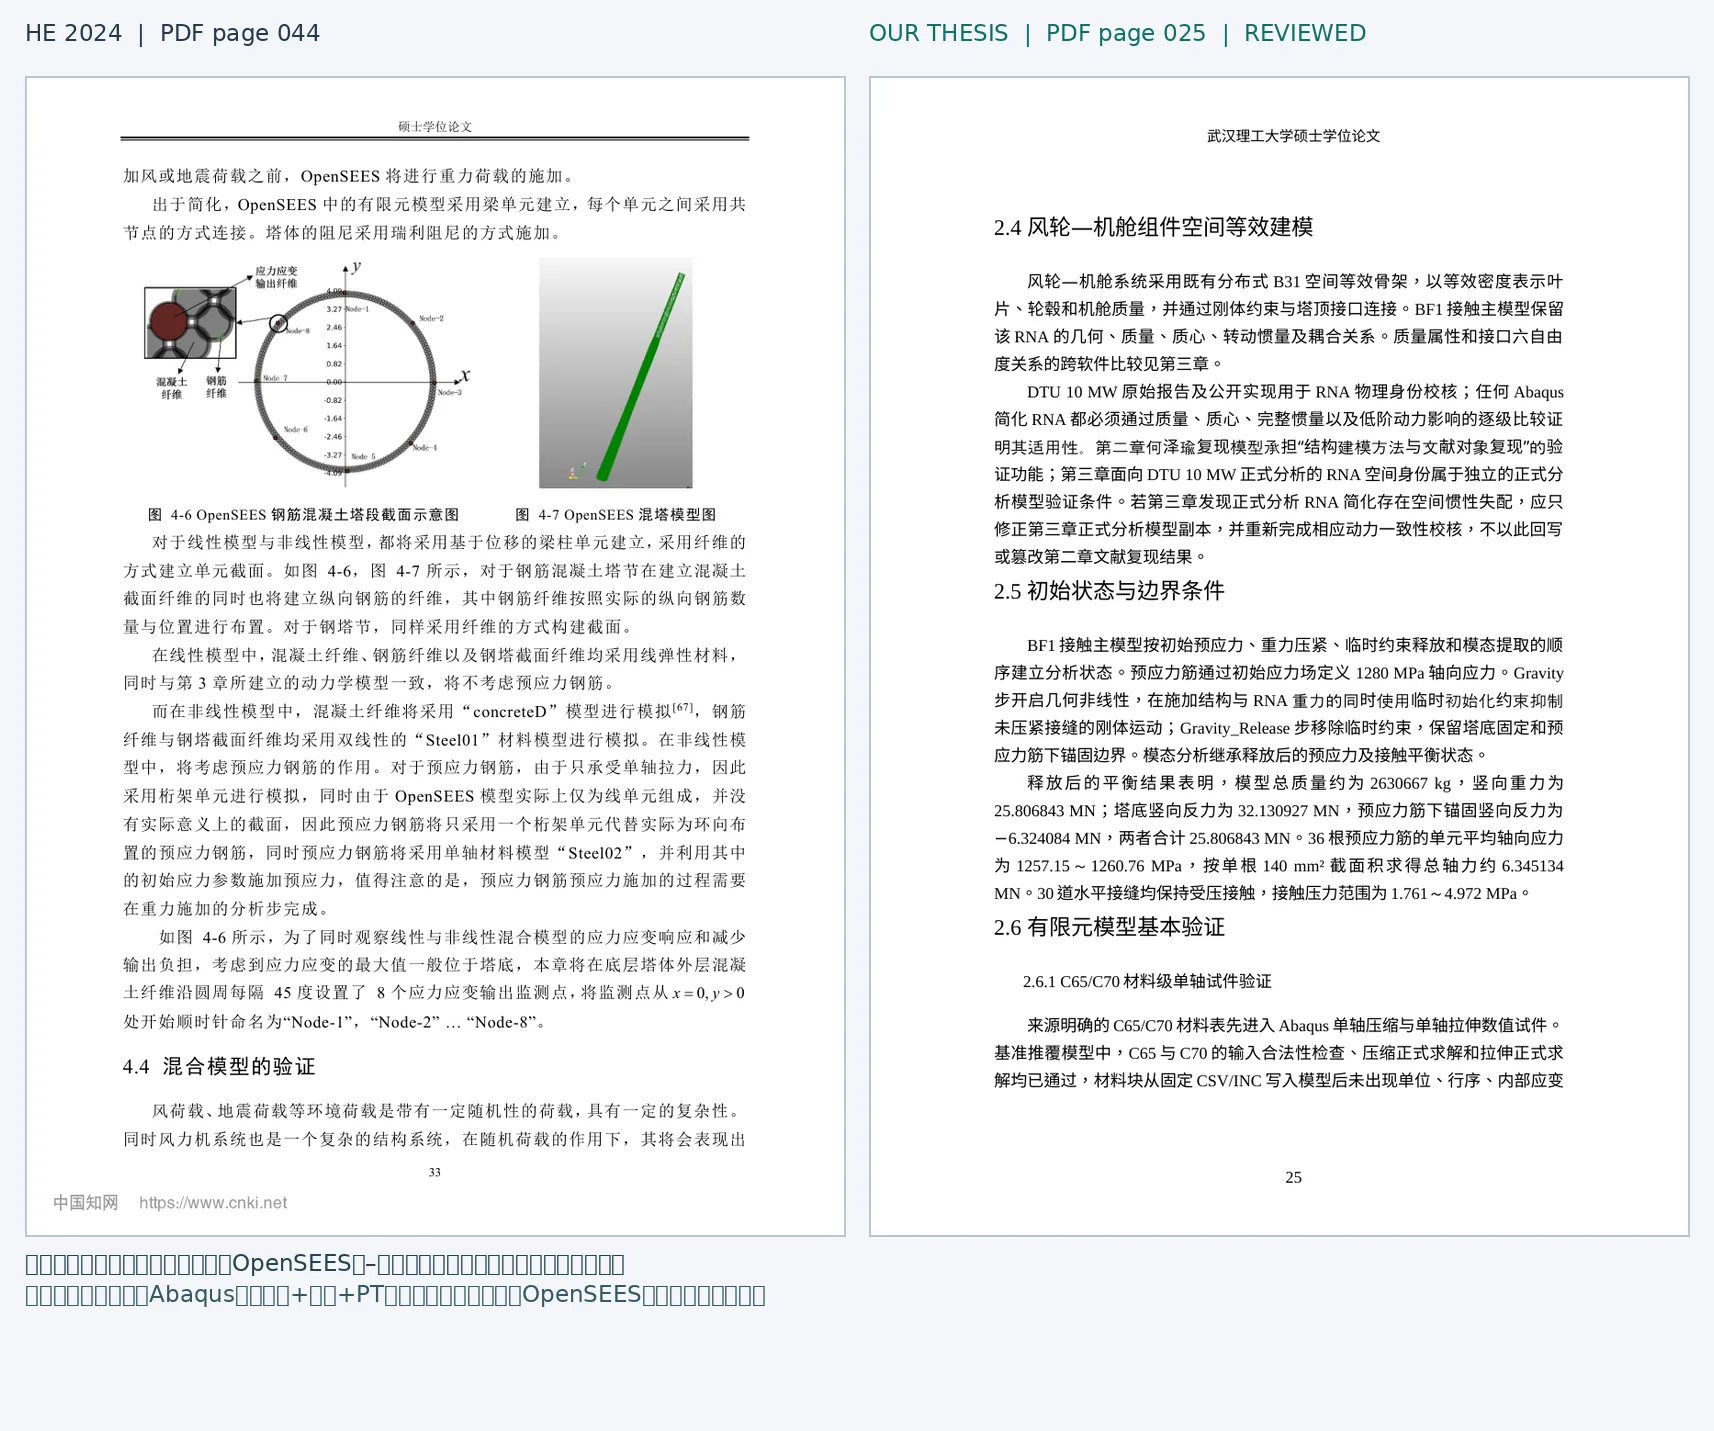 HE 2024 | PDF page 044
硕士学位论文
加风或地震荷载之前，OpenSEES 将进行重力荷载的施加。
出于简化，OpenSEES 中的有限元模型采用梁单元建立，每个单元之间采用共
节点的方式连接。塔体的阻尼采用瑞利阻尼的方式施加。
应力应变
输出纤维
混凝土
纤维
钢筋
纤维
y
x
4.09
3.27
2.46
1.64
0.82
0.00
-0.82
-1.64
-2.46
-3.27
-4.09
Node-1
Node-2
Node-3
Node-4
Node-5
Node-6
Node-7
Node-8
图 4-6 OpenSEES 钢筋混凝土塔段截面示意图
图 4-7 OpenSEES 混塔模型图
对于线性模型与非线性模型，都将采用基于位移的梁柱单元建立，采用纤维的
方式建立单元截面。如图 4-6，图 4-7 所示，对于钢筋混凝土塔节在建立混凝土
截面纤维的同时也将建立纵向钢筋的纤维，其中钢筋纤维按照实际的纵向钢筋数
量与位置进行布置。对于钢塔节，同样采用纤维的方式构建截面。
在线性模型中，混凝土纤维、钢筋纤维以及钢塔截面纤维均采用线弹性材料，
同时与第 3 章所建立的动力学模型一致，将不考虑预应力钢筋。
而在非线性模型中，混凝土纤维将采用“concreteD”模型进行模拟[67]，钢筋
纤维与钢塔截面纤维均采用双线性的“Steel01”材料模型进行模拟。在非线性模
型中，将考虑预应力钢筋的作用。对于预应力钢筋，由于只承受单轴拉力，因此
采用桁架单元进行模拟，同时由于 OpenSEES 模型实际上仅为线单元组成，并没
有实际意义上的截面，因此预应力钢筋将只采用一个桁架单元代替实际为环向布
置的预应力钢筋，同时预应力钢筋将采用单轴材料模型“Steel02”，并利用其中
的初始应力参数施加预应力，值得注意的是，预应力钢筋预应力施加的过程需要
在重力施加的分析步完成。
如图 4-6 所示，为了同时观察线性与非线性混合模型的应力应变响应和减少
输出负担，考虑到应力应变的最大值一般位于塔底，本章将在底层塔体外层混凝
土纤维沿圆周每隔 45 度设置了 8 个应力应变输出监测点，将监测点从 x = 0, y > 0
处开始顺时针命名为“Node-1”，“Node-2” … “Node-8”。
4.4 混合模型的验证
风荷载、地震荷载等环境荷载是带有一定随机性的荷载，具有一定的复杂性。
同时风力机系统也是一个复杂的结构系统，在随机荷载的作用下，其将会表现出
33
中国知网 https://www.cnki.net
OUR THESIS | PDF page 025 | REVIEWED
武汉理工大学硕士学位论文
2.4 风轮—机舱组件空间等效建模
风轮—机舱系统采用既有分布式 B31 空间等效骨架，以等效密度表示叶
片、轮毂和机舱质量，并通过刚体约束与塔顶接口连接。BF1 接触主模型保留
该 RNA 的几何、质量、质心、转动惯量及耦合关系。质量属性和接口六自由
度关系的跨软件比较见第三章。
DTU 10 MW 原始报告及公开实现用于 RNA 物理身份校核；任何 Abaqus
简化 RNA 都必须通过质量、质心、完整惯量以及低阶动力影响的逐级比较证
明其适用性。第二章何泽瑜复现模型承担“结构建模方法与文献对象复现”的验
证功能；第三章面向 DTU 10 MW 正式分析的 RNA 空间身份属于独立的正式分
析模型验证条件。若第三章发现正式分析 RNA 简化存在空间惯性失配，应只
修正第三章正式分析模型副本，并重新完成相应动力一致性校核，不以此回写
或篡改第二章文献复现结果。
2.5 初始状态与边界条件
BF1 接触主模型按初始预应力、重力压紧、临时约束释放和模态提取的顺
序建立分析状态。预应力筋通过初始应力场定义 1280 MPa 轴向应力。Gravity
步开启几何非线性，在施加结构与 RNA 重力的同时使用临时初始化约束抑制
未压紧接缝的刚体运动；Gravity_Release 步移除临时约束，保留塔底固定和预
应力筋下锚固边界。模态分析继承释放后的预应力及接触平衡状态。
释放后的平衡结果表明，模型总质量约为 2630667 kg，竖向重力为
25.806843 MN；塔底竖向反力为 32.130927 MN，预应力筋下锚固竖向反力为
−6.324084 MN，两者合计 25.806843 MN。36 根预应力筋的单元平均轴向应力
为 1257.15～1260.76 MPa，按单根 140 mm² 截面积求得总轴力约 6.345134
MN。30 道水平接缝均保持受压接触，接触压力范围为 1.761～4.972 MPa。
2.6 有限元模型基本验证
2.6.1 C65/C70 材料级单轴试件验证
来源明确的 C65/C70 材料表先进入 Abaqus 单轴压缩与单轴拉伸数值试件。
基准推覆模型中，C65 与 C70 的输入合法性检查、压缩正式求解和拉伸正式求
解均已通过，材料块从固定 CSV/INC 写入模型后未出现单位、行序、内部应变
25
OpenSEES
Abaqus + +PT OpenSEES